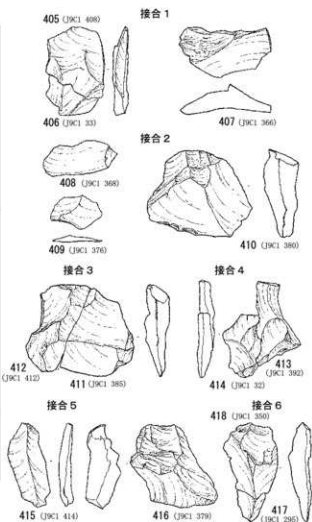 接合1
405 (J9C1 408)
406 (J9C1 33)
407 (J9C1 366)
接合2
408
(J9C1 368)
409
(J9C1 376)
410 (J9C1 380)
接合3
接合4
412
(J9C1 412)
411 (J9C1 385)
413
(J9C1 392)
414 (J9C1 32)
接合5
418 (J9C1 350)
接合6
415 (J9C1 414)
416 (J9C1 379)
417
(J9C1 295)